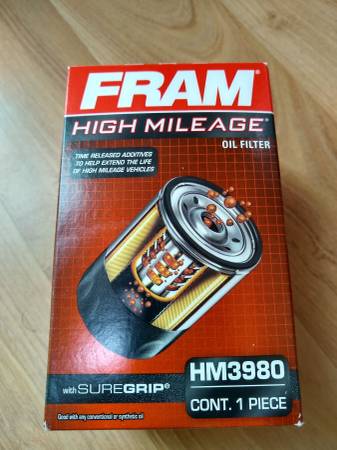 FRAM®
HIGH MILEAGE®
OIL FILTER
TIME RELEASED ADDITIVES
TO HELP EXTEND THE LIFE
OF HIGH MILEAGE VEHICLES
HM3980
with SUREGRIP®
CONT. 1 PIECE
Good with any conventional or synthetic oil